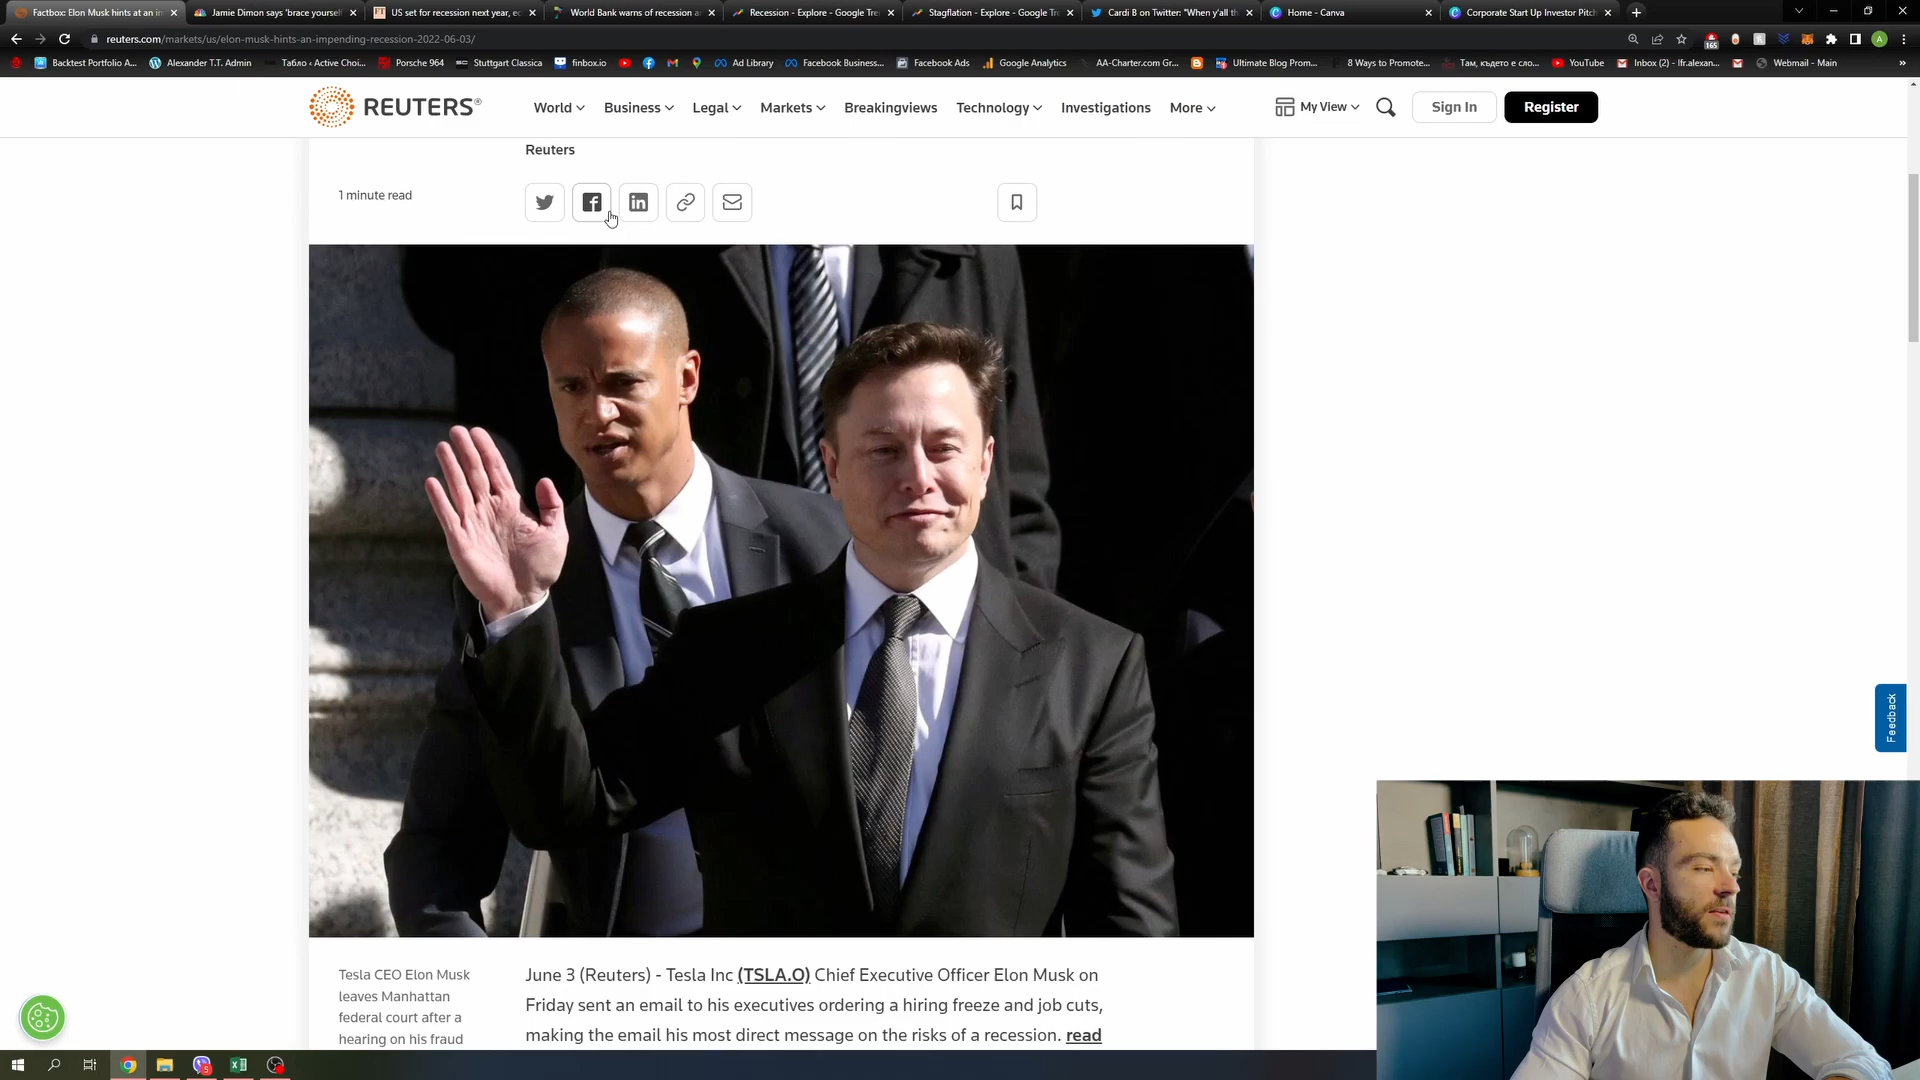 Factbox: Elon Musk hints at an im
Jamie Dimon says 'brace yourself
US set for recession next year, ec
World Bank warns of recession a
Recession - Explore - Google Tre
Stagflation - Explore - Google Tr
Cardi B on Twitter: "When y'all th
Home - Canva
Corporate Start Up Investor Pitch
reuters.com/markets/us/elon-musk-hints-an-impending-recession-2022-06-03/
165
Backtest Portfolio A...
Alexander T.T. Admin
Табло ‹ Active Choi...
Porsche 964
Stuttgart Classica
finbox.io
Ad Library
Facebook Business...
Facebook Ads
Google Analytics
AA-Charter.com Gr...
Ultimate Blog Prom...
8 Ways to Promote...
Там, където е сло...
YouTube
Inbox (2) - lfr.alexan...
Webmail - Main
REUTERS®
World
Business
Legal
Markets
Breakingviews
Technology
Investigations
More
My View
Sign In
Register
Reuters
1 minute read
Feedback
Tesla CEO Elon Musk
leaves Manhattan
federal court after a
hearing on his fraud
June 3 (Reuters) - Tesla Inc (TSLA.O) Chief Executive Officer Elon Musk on
Friday sent an email to his executives ordering a hiring freeze and job cuts,
making the email his most direct message on the risks of a recession. read
5